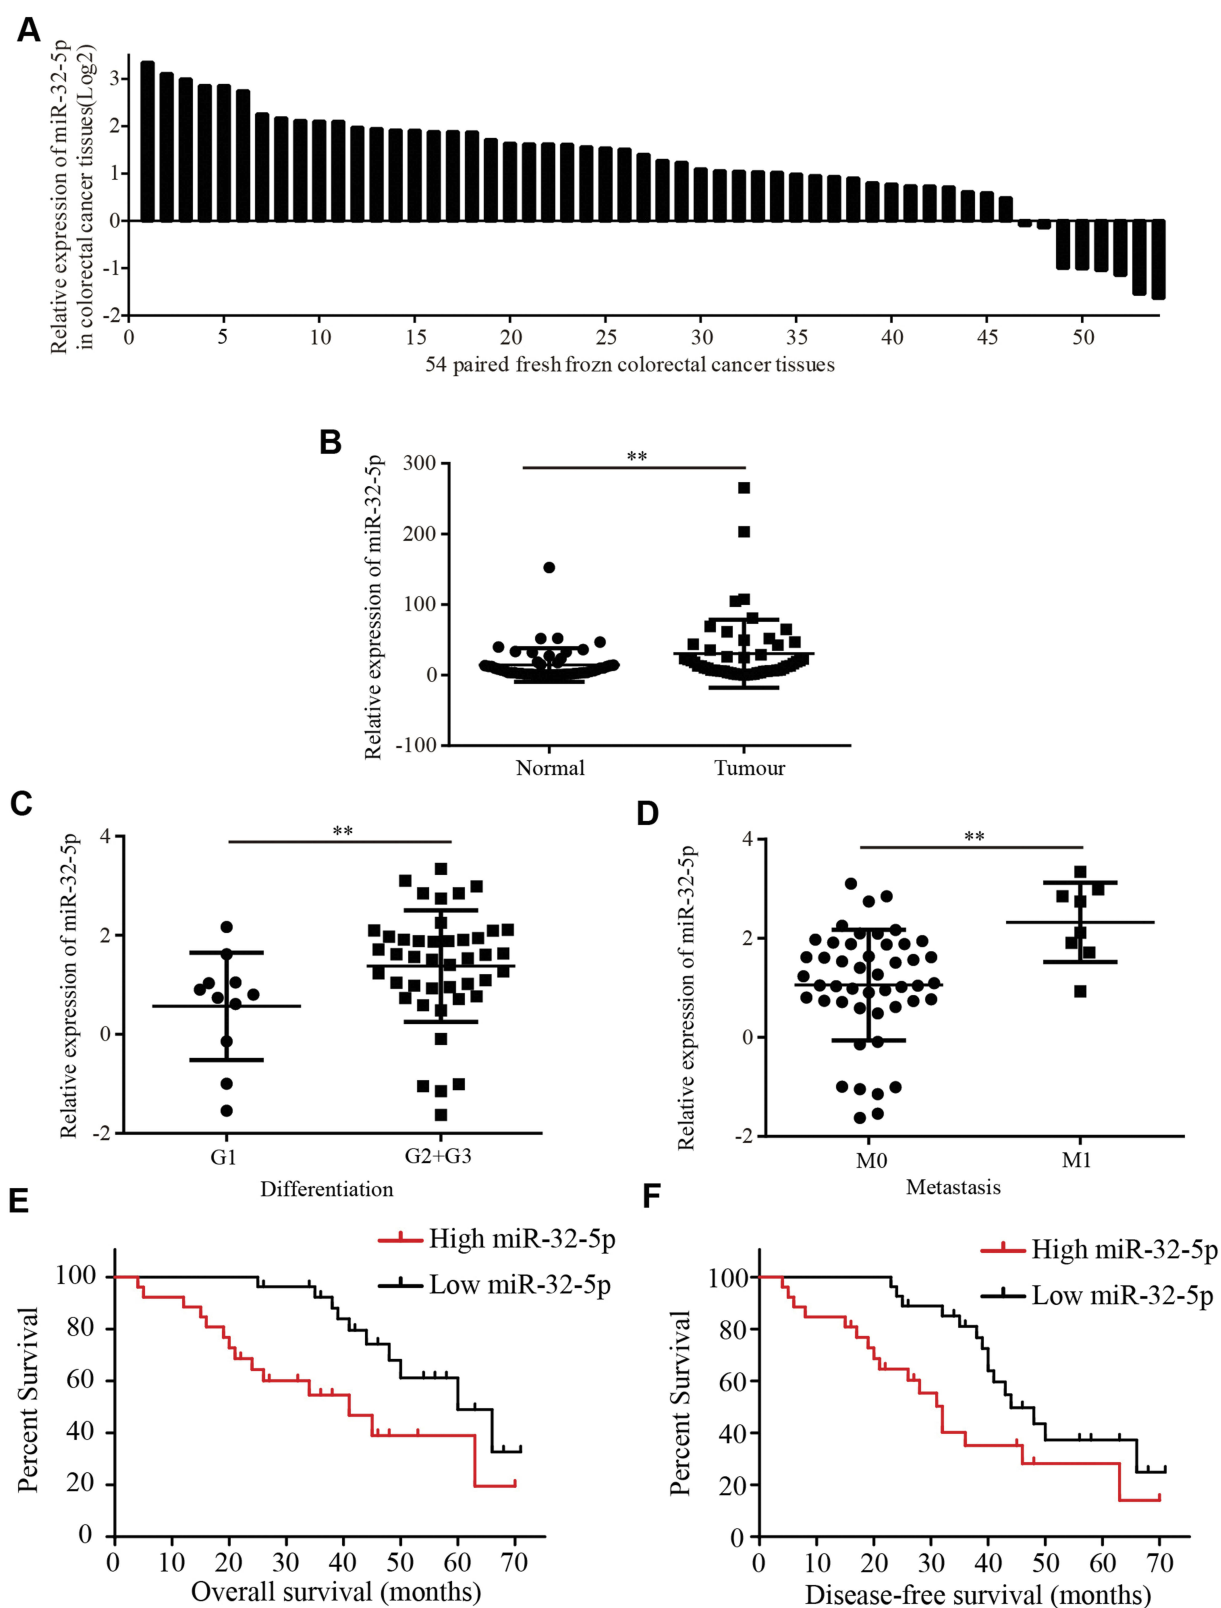 A
Relative expression of miR-32-5p
in colorectal cancer tissues(Log2)
3
2
1
0
-1
-2
0 5 10 15 20 25 30 35 40 45 50
54 paired fresh frozn colorectal cancer tissues
B
Relative expression of miR-32-5p
300
200
100
0
-100
**
Normal Tumour
C
Relative expression of miR-32-5p
4
2
0
-2
**
G1 G2+G3
Differentiation
D
Relative expression of miR-32-5p
4
2
0
-2
**
M0 M1
Metastasis
E
High miR-32-5p
Low miR-32-5p
Percent Survival
100
80
60
40
20
0
0 10 20 30 40 50 60 70
Overall survival (months)
F
High miR-32-5p
Low miR-32-5p
Percent Survival
100
80
60
40
20
0
0 10 20 30 40 50 60 70
Disease-free survival (months)